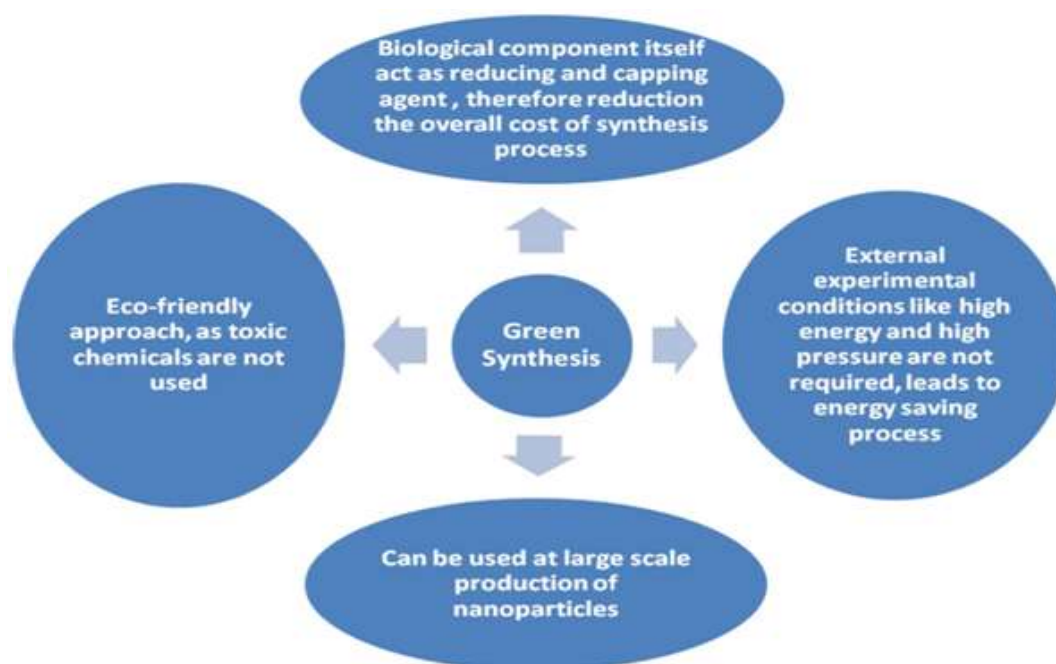 Biological component itself
act as reducing and capping
agent , therefore reduction
the overall cost of synthesis
process
Eco-friendly
approach, as toxic
chemicals are not
used
Green
Synthesis
External
experimental
conditions like high
energy and high
pressure are not
required, leads to
energy saving
process
Can be used at large scale
production of
nanoparticles